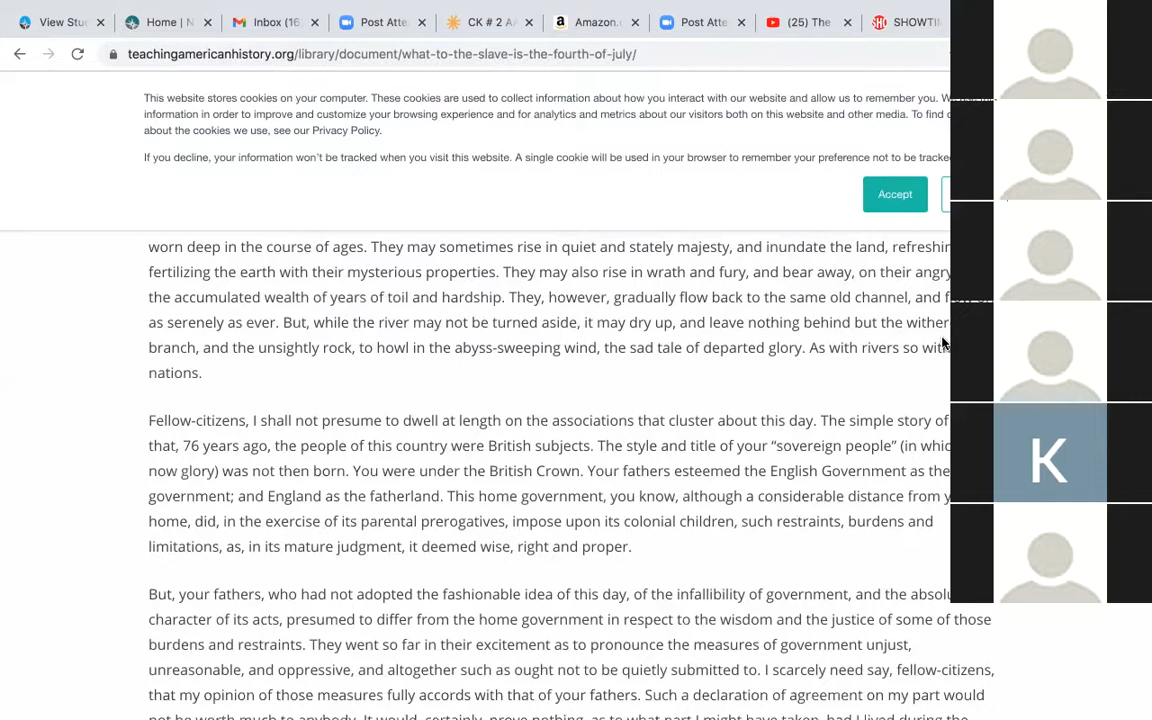 View Stu
Home | N
Inbox (16
Post Atte
CK # 2 A
Amazon.
Post Atte
(25) The
SHOWTI
teachingamericanhistory.org/library/document/what-to-the-slave-is-the-fourth-of-july/
This website stores cookies on your computer. These cookies are used to collect information about how you interact with our website and allow us to remember you. W
information in order to improve and customize your browsing experience and for analytics and metrics about our visitors both on this website and other media. To find
about the cookies we use, see our Privacy Policy.
If you decline, your information won't be tracked when you visit this website. A single cookie will be used in your browser to remember your preference not to be tracke
Accept
worn deep in the course of ages. They may sometimes rise in quiet and stately majesty, and inundate the land, refreshin
fertilizing the earth with their mysterious properties. They may also rise in wrath and fury, and bear away, on their angry
the accumulated wealth of years of toil and hardship. They, however, gradually flow back to the same old channel, and
as serenely as ever. But, while the river may not be turned aside, it may dry up, and leave nothing behind but the wither
branch, and the unsightly rock, to howl in the abyss-sweeping wind, the sad tale of departed glory. As with rivers so with
nations.
Fellow-citizens, I shall not presume to dwell at length on the associations that cluster about this day. The simple story of
that, 76 years ago, the people of this country were British subjects. The style and title of your “sovereign people” (in whic
now glory) was not then born. You were under the British Crown. Your fathers esteemed the English Government as the
government; and England as the fatherland. This home government, you know, although a considerable distance from y
home, did, in the exercise of its parental prerogatives, impose upon its colonial children, such restraints, burdens and
limitations, as, in its mature judgment, it deemed wise, right and proper.
But, your fathers, who had not adopted the fashionable idea of this day, of the infallibility of government, and the absolu
character of its acts, presumed to differ from the home government in respect to the wisdom and the justice of some of those
burdens and restraints. They went so far in their excitement as to pronounce the measures of government unjust,
unreasonable, and oppressive, and altogether such as ought not to be quietly submitted to. I scarcely need say, fellow-citizens,
that my opinion of those measures fully accords with that of your fathers. Such a declaration of agreement on my part would
not be worth much to anybody. It would, certainly, prove nothing, as to what part I might have taken, had I lived during the
K